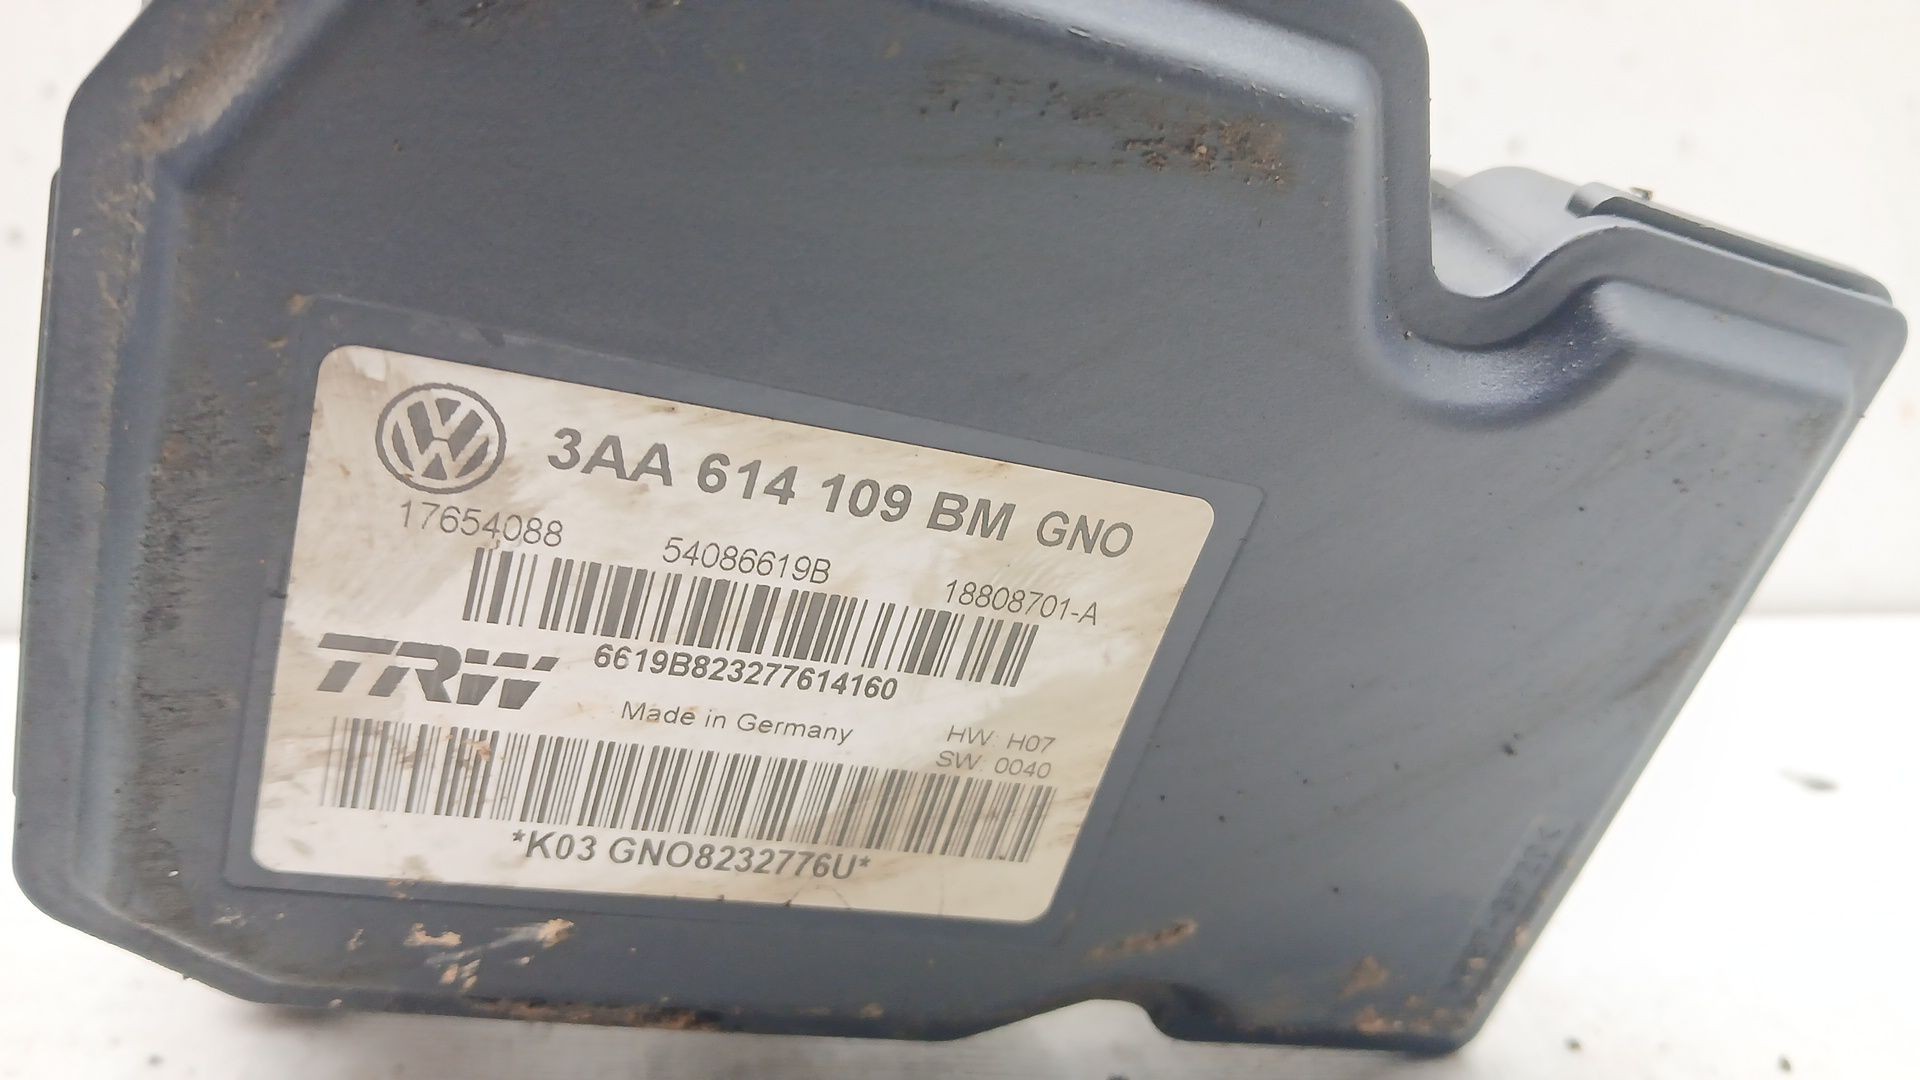 3AA 614 109 BM GNO
17654088 54086619B 18808701-A
TRW 6619B823277614160
Made in Germany
HW: H07
SW: 0040
*K03 GNO8232776U*